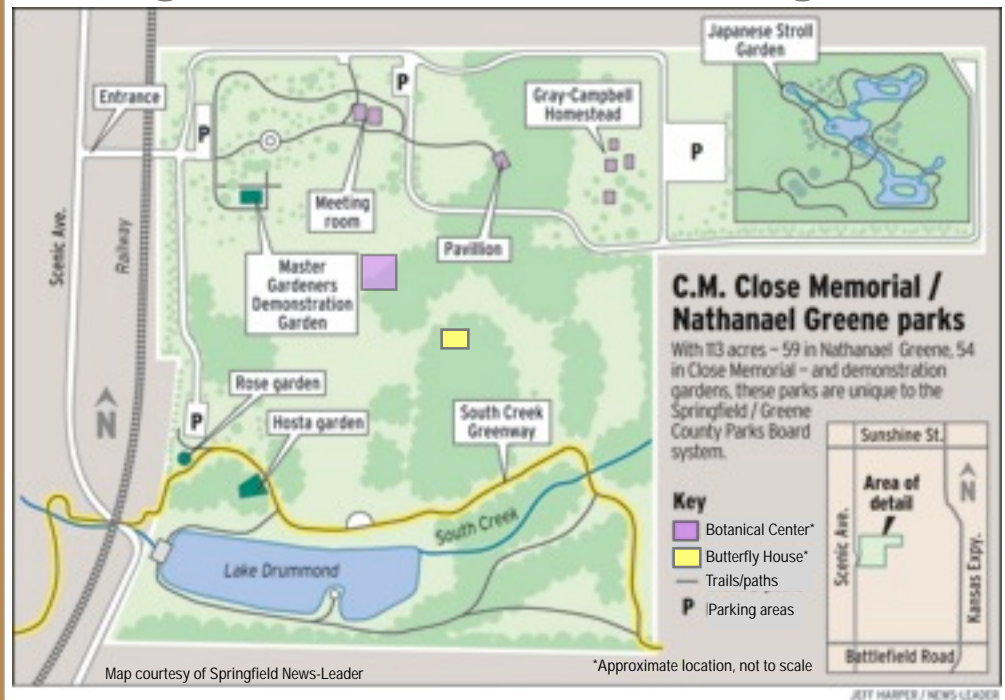 Japanese Stroll
Garden
Entrance
P
P
Gray-Campbell
Homestead
P
Meeting
room
Pavillion
Scenic Ave.
Railway
Master
Gardeners
Demonstration
Garden
C.M. Close Memorial /
Nathanael Greene parks
With 113 acres – 59 in Nathanael Greene, 54
in Close Memorial – and demonstration
gardens, these parks are unique to the
Springfield / Greene
County Parks Board
system.
Rose garden
Hosta garden
P
N
South Creek
Greenway
South Creek
Lake Drummond
Key
Botanical Center*
Butterfly House*
Trails/paths
P Parking areas
Sunshine St.
Area of
detail
N
Scenic Ave.
Kansas Expy.
Battlefield Road
Map courtesy of Springfield News-Leader
*Approximate location, not to scale
JEFF HARPER / NEWS-LEADER